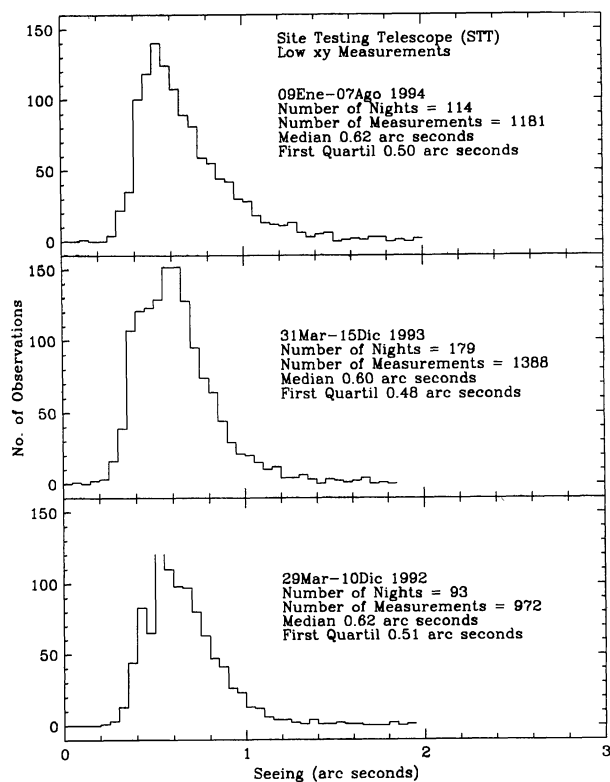 150
Site Testing Telescope (STT)
Low xy Measurements
09Ene-07Ago 1994
100
Number of Nights = 114
Number of Measurements = 1181
Median 0.62 arc seconds
First Quartil 0.50 arc seconds
50
0
150
31Mar-15Dic 1993
Number of Nights = 179
100
Number of Measurements = 1388
Median 0.60 arc seconds
First Quartil 0.48 arc seconds
No. of Observations
50
0
150
29Mar-10Dic 1992
100
Number of Nights = 93
Number of Measurements = 972
Median 0.62 arc seconds
First Quartil 0.51 arc seconds
50
0
0 1 2 3
Seeing (arc seconds)